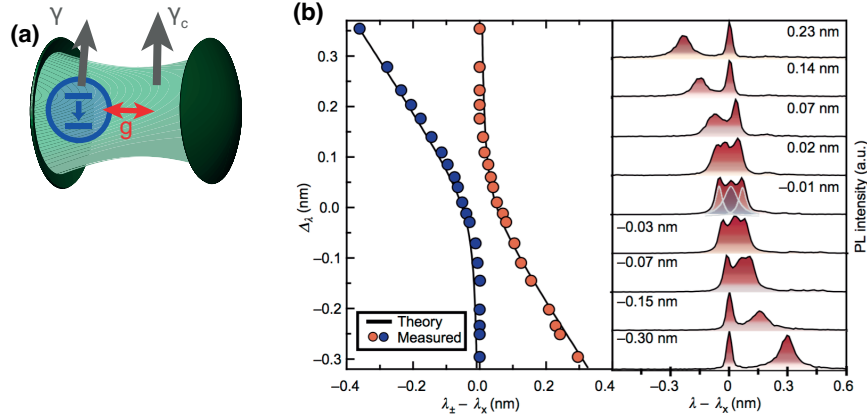 (a)
γ
γc
g
(b)
Δλ (nm)
0.3
0.2
0.1
0.0
−0.1
−0.2
−0.3
Theory
Measured
−0.4 −0.2 0.0 0.2 0.4
λ± − λx (nm)
0.23 nm
0.14 nm
0.07 nm
0.02 nm
−0.01 nm
−0.03 nm
−0.07 nm
−0.15 nm
−0.30 nm
−0.3 0 0.3 0.6
λ − λx (nm)
PL intensity (a.u.)